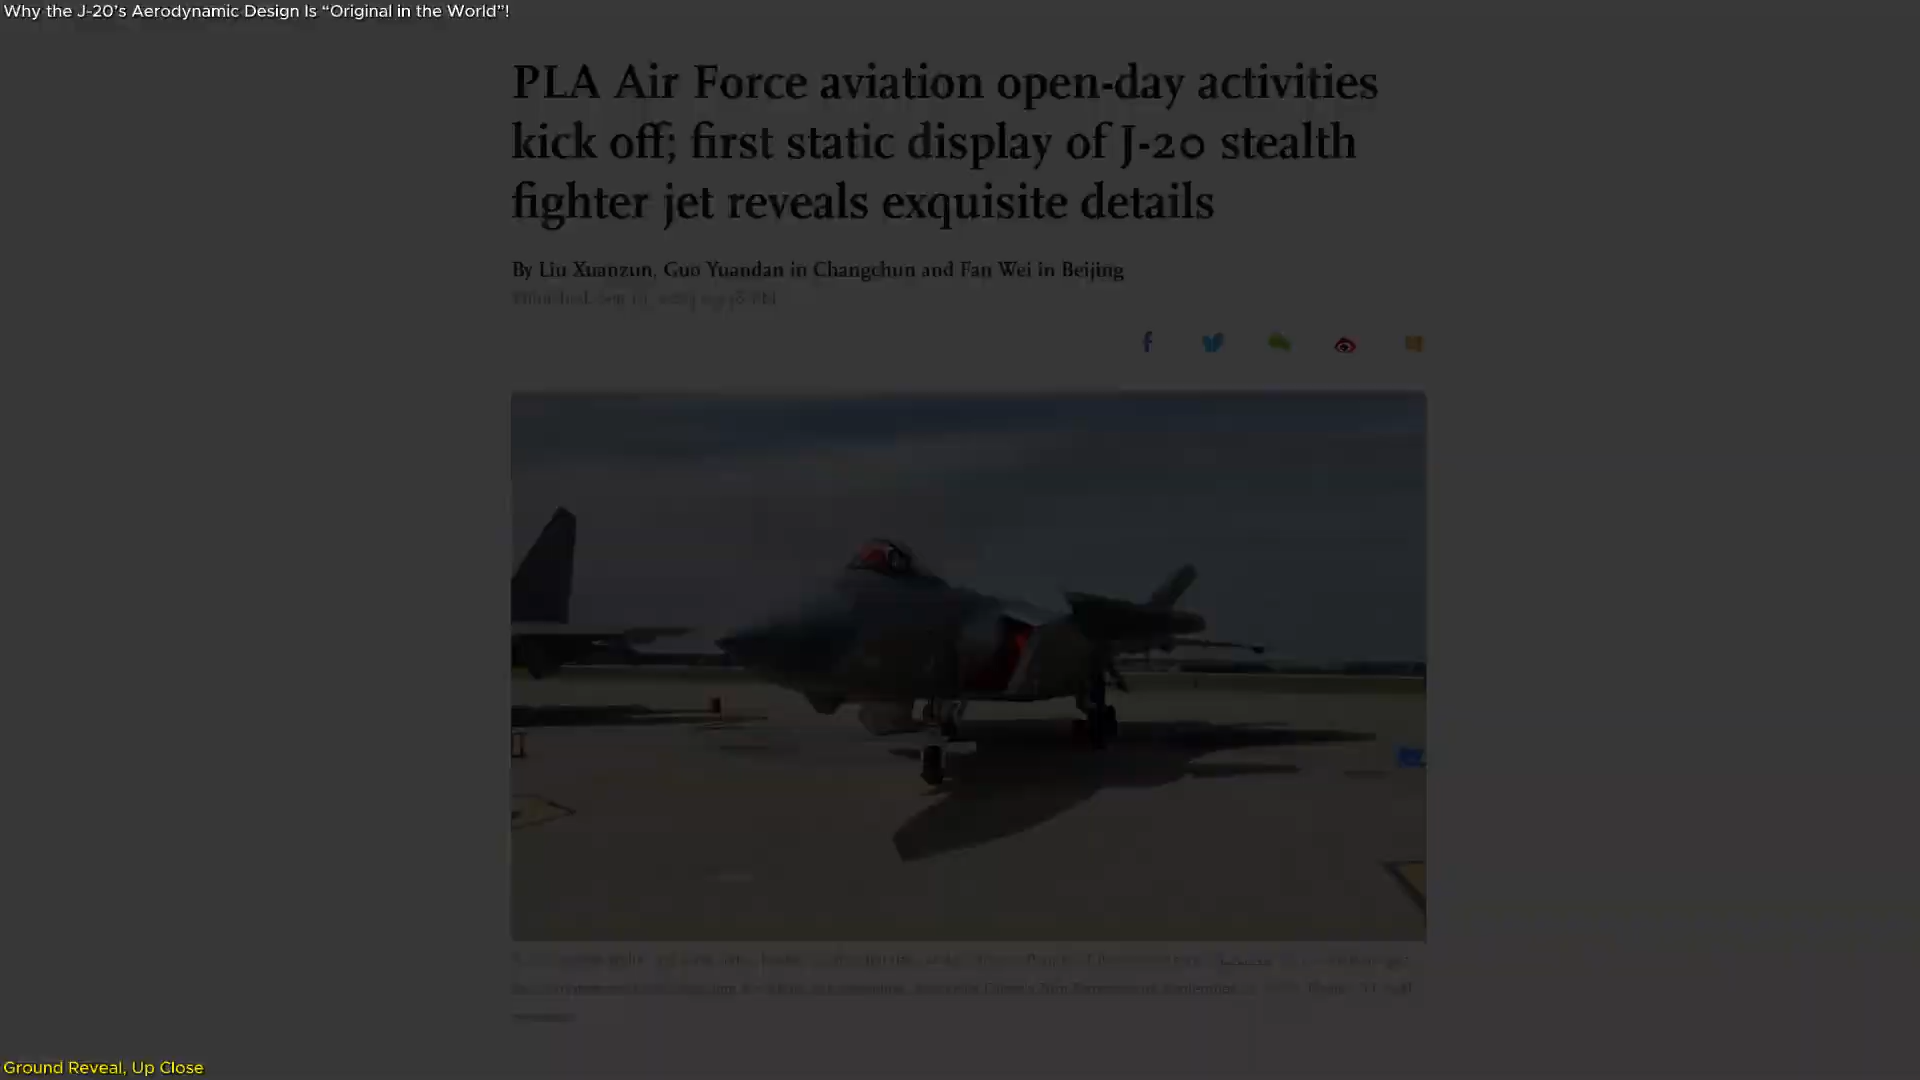 Why the J-20's Aerodynamic Design Is “Original in the World”!
PLA Air Force aviation open-day activities
kick off; first static display of J-20 stealth
fighter jet reveals exquisite details
By Liu Xuanzun, Guo Yuandan in Changchun and Fan Wei in Beijing
Ground Reveal, Up Close